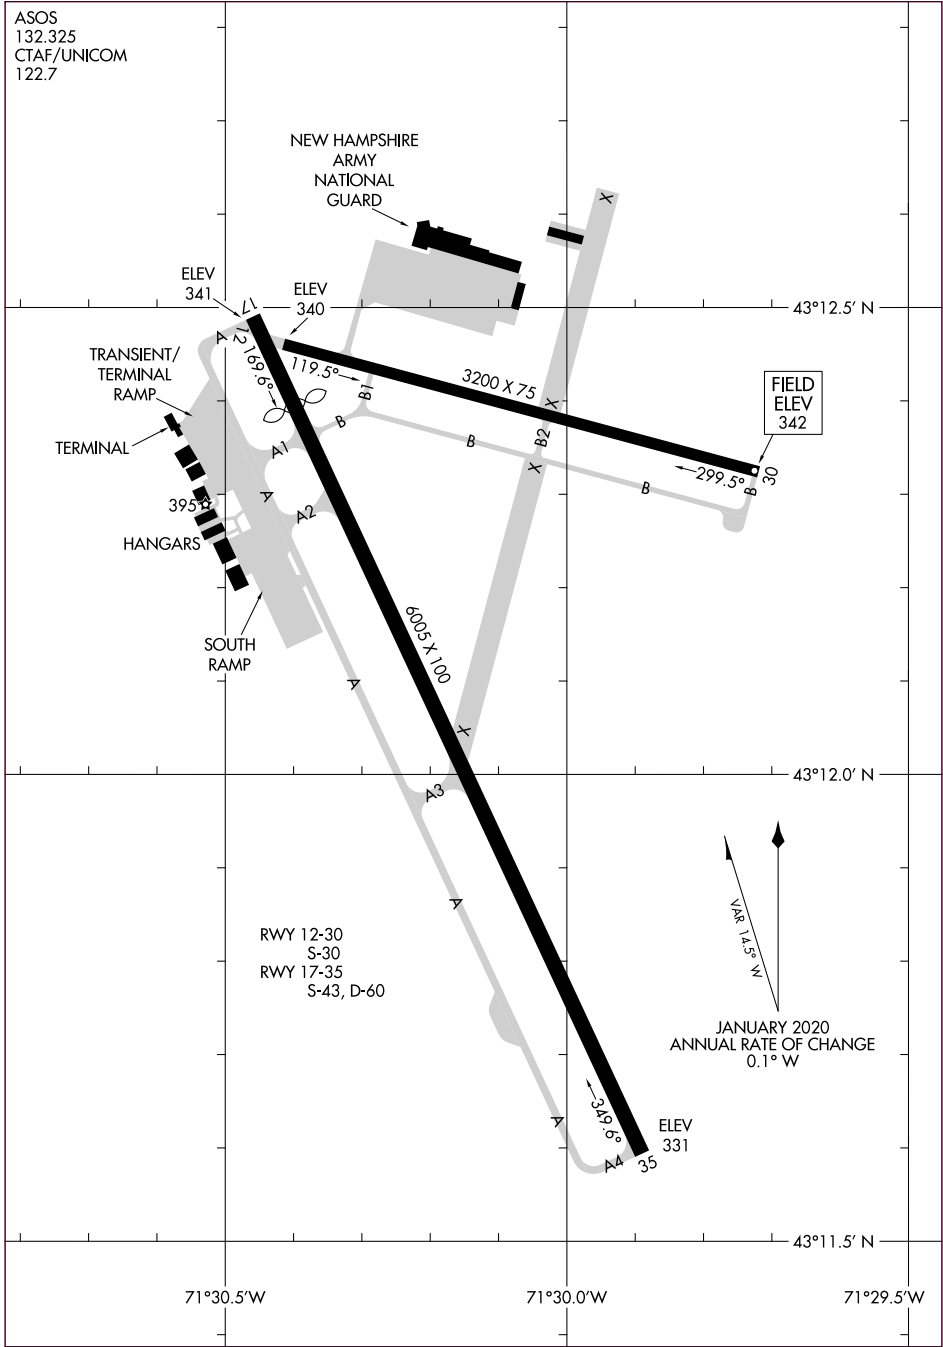 ASOS
132.325
CTAF/UNICOM
122.7
NEW HAMPSHIRE
ARMY
NATIONAL
GUARD
X
ELEV
341
ELEV
340
17
12
43°12.5' N
A
169.6°
119.5°
TRANSIENT/
TERMINAL
RAMP
3200 X 75
X
FIELD
ELEV
342
B1
B
B
B2
TERMINAL
A1
X
299.5°
30
B
B
A
395
A2
HANGARS
6005 X 100
SOUTH
RAMP
A
X
43°12.0' N
A3
A
VAR 14.5° W
RWY 12-30
S-30
RWY 17-35
S-43, D-60
JANUARY 2020
ANNUAL RATE OF CHANGE
0.1° W
349.6°
A
ELEV
331
A4
35
43°11.5' N
71°30.5'W
71°30.0'W
71°29.5'W